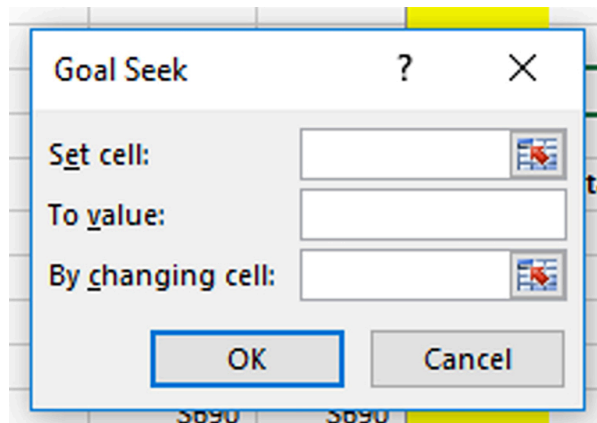 Goal Seek ?
Set cell:
To value:
By changing cell:
OK Cancel
$690 $690